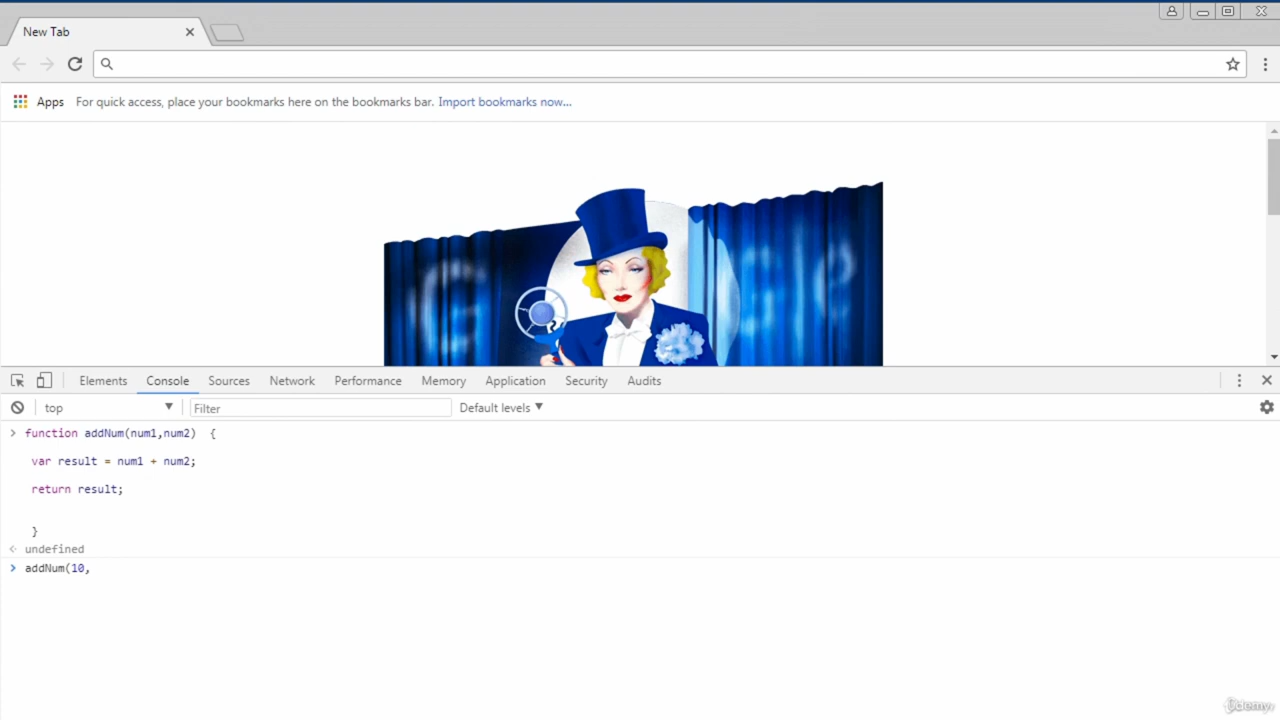 New Tab
Apps For quick access, place your bookmarks here on the bookmarks bar. Import bookmarks now...
Elements Console Sources Network Performance Memory Application Security Audits
top Filter Default levels
> function addNum(num1,num2)  {
var result = num1 + num2;
return result;
}
undefined
> addNum(10,
Udemy